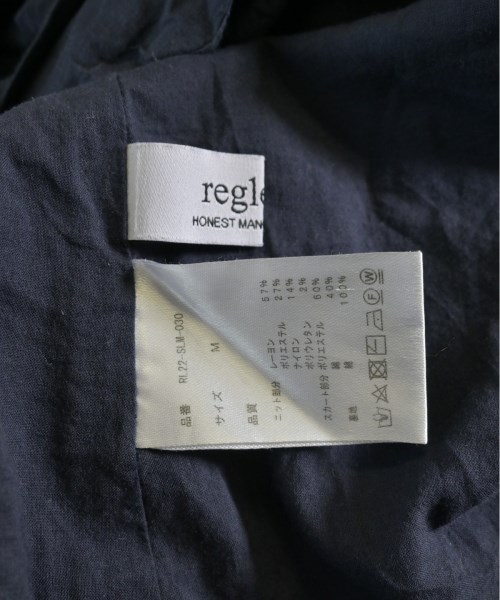 regle
HONEST MAN
品番 RL22-SLM-030
サイズ M
品質
ニット部分 レーヨン 57%
ポリエステル 27%
ナイロン 14%
ポリウレタン 2%
スカート部分 ポリエステル 60%
綿 40%
裏地 綿 100%